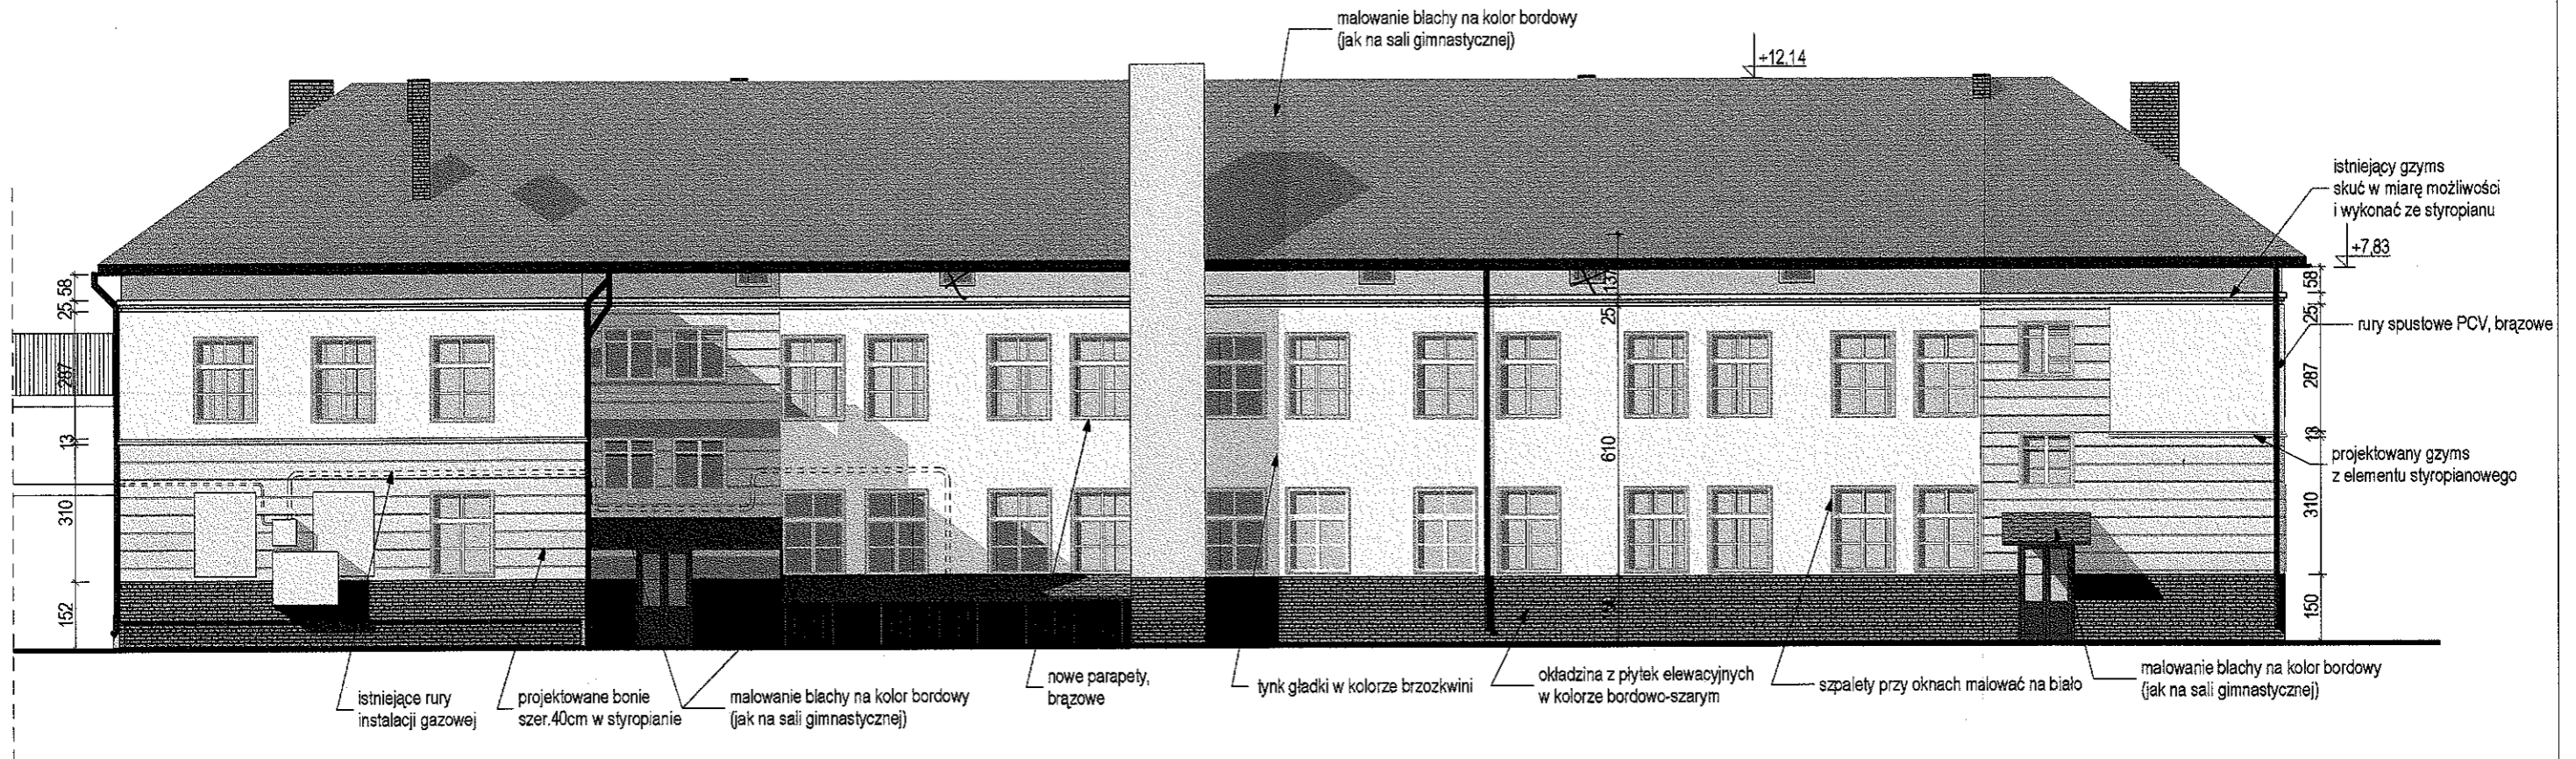 malowanie blachy na kolor bordowy
(jak na sali gimnastycznej)
+12,14
istniejący gzyms
skuć w miarę możliwości
i wykonać ze styropianu
+7,83
58
25
287
13
310
152
137
25
610
58
25
287
13
310
150
rury spustowe PCV, brązowe
projektowany gzyms
z elementu styropianowego
istniejące rury
instalacji gazowej
projektowane bonie
szer.40cm w styropianie
malowanie blachy na kolor bordowy
(jak na sali gimnastycznej)
nowe parapety,
brązowe
tynk gładki w kolorze brzozkwini
okładzina z płytek elewacyjnych
w kolorze bordowo-szarym
szpalety przy oknach malować na biało
malowanie blachy na kolor bordowy
(jak na sali gimnastycznej)